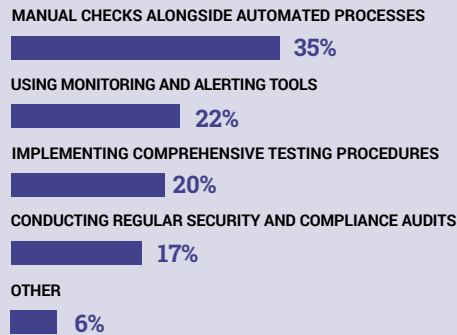 MANUAL CHECKS ALONGSIDE AUTOMATED PROCESSES
35%
USING MONITORING AND ALERTING TOOLS
22%
IMPLEMENTING COMPREHENSIVE TESTING PROCEDURES
20%
CONDUCTING REGULAR SECURITY AND COMPLIANCE AUDITS
17%
OTHER
6%